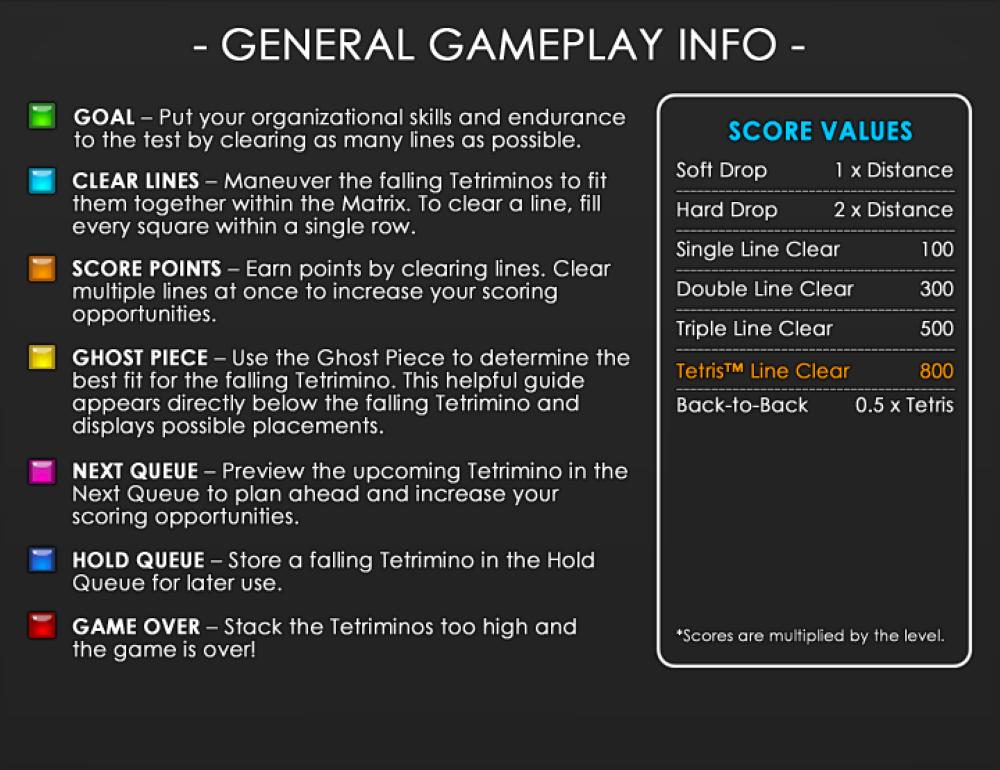 - GENERAL GAMEPLAY INFO -
GOAL – Put your organizational skills and endurance
to the test by clearing as many lines as possible.
CLEAR LINES – Maneuver the falling Tetriminos to fit
them together within the Matrix. To clear a line, fill
every square within a single row.
SCORE POINTS – Earn points by clearing lines. Clear
multiple lines at once to increase your scoring
opportunities.
GHOST PIECE – Use the Ghost Piece to determine the
best fit for the falling Tetrimino. This helpful guide
appears directly below the falling Tetrimino and
displays possible placements.
NEXT QUEUE – Preview the upcoming Tetrimino in the
Next Queue to plan ahead and increase your
scoring opportunities.
HOLD QUEUE – Store a falling Tetrimino in the Hold
Queue for later use.
GAME OVER – Stack the Tetriminos too high and
the game is over!
SCORE VALUES
Soft Drop 1 x Distance
Hard Drop 2 x Distance
Single Line Clear 100
Double Line Clear 300
Triple Line Clear 500
Tetris™ Line Clear 800
Back-to-Back 0.5 x Tetris
*Scores are multiplied by the level.